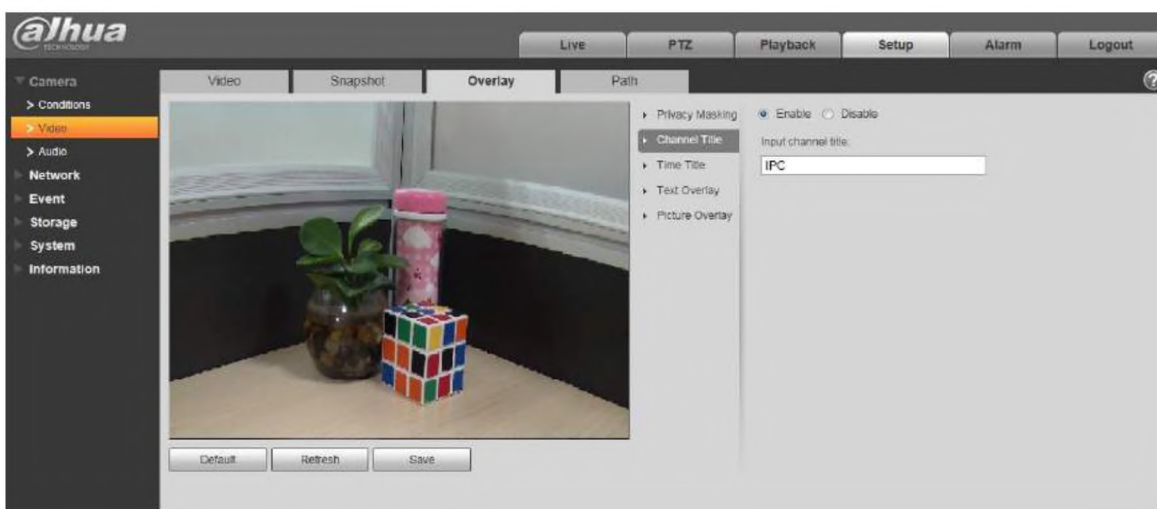 alhua
TECHNOLOGY
Live
PTZ
Playback
Setup
Alarm
Logout
Camera
Conditions
Video
Audio
Network
Event
Storage
System
Information
Video
Snapshot
Overlay
Path
?
Privacy Masking
Channel Title
Time Title
Text Overlay
Picture Overlay
Enable
Disable
Input channel title.
IPC
Default
Refresh
Save